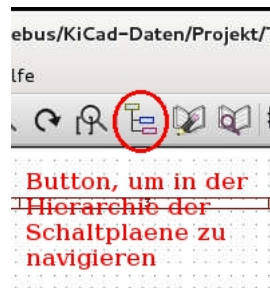 ebus/KiCad-Daten/Projekt/
lfe
Button, um in der
Hierarchie der
Schaltplaene zu
navigieren